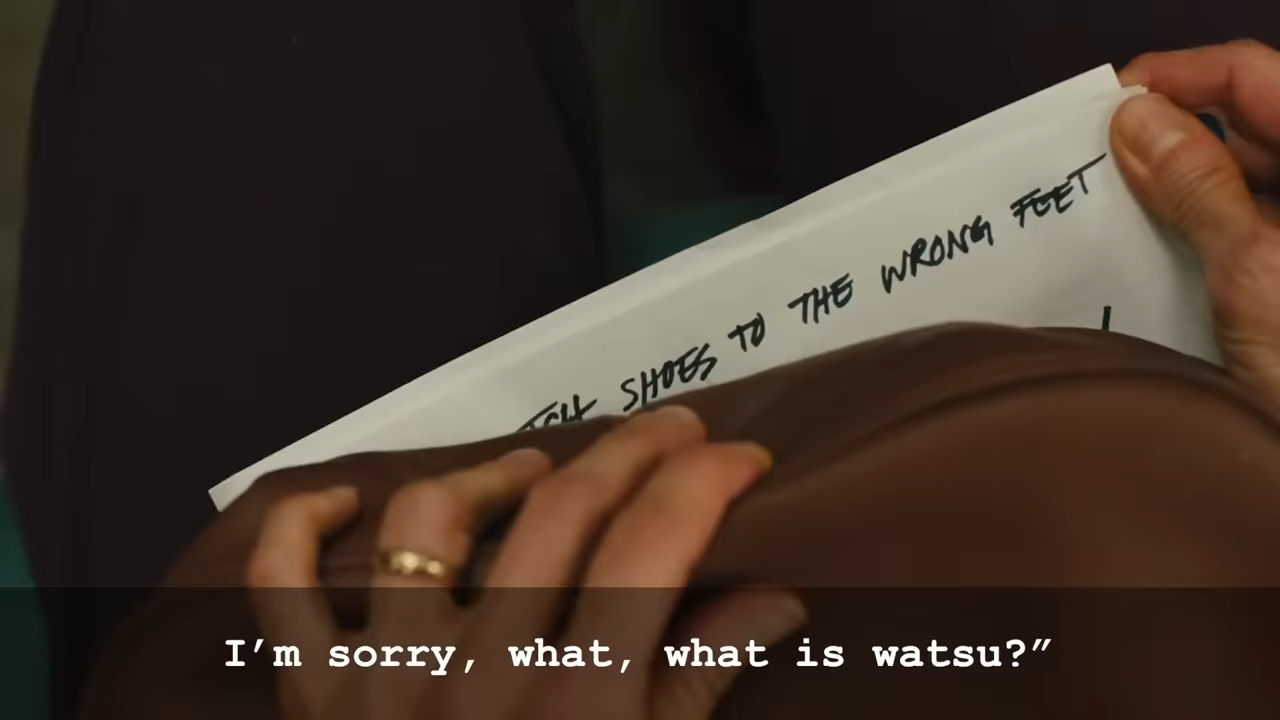 SHOES TO THE WRONG FEET
I’m sorry, what, what is watsu?”